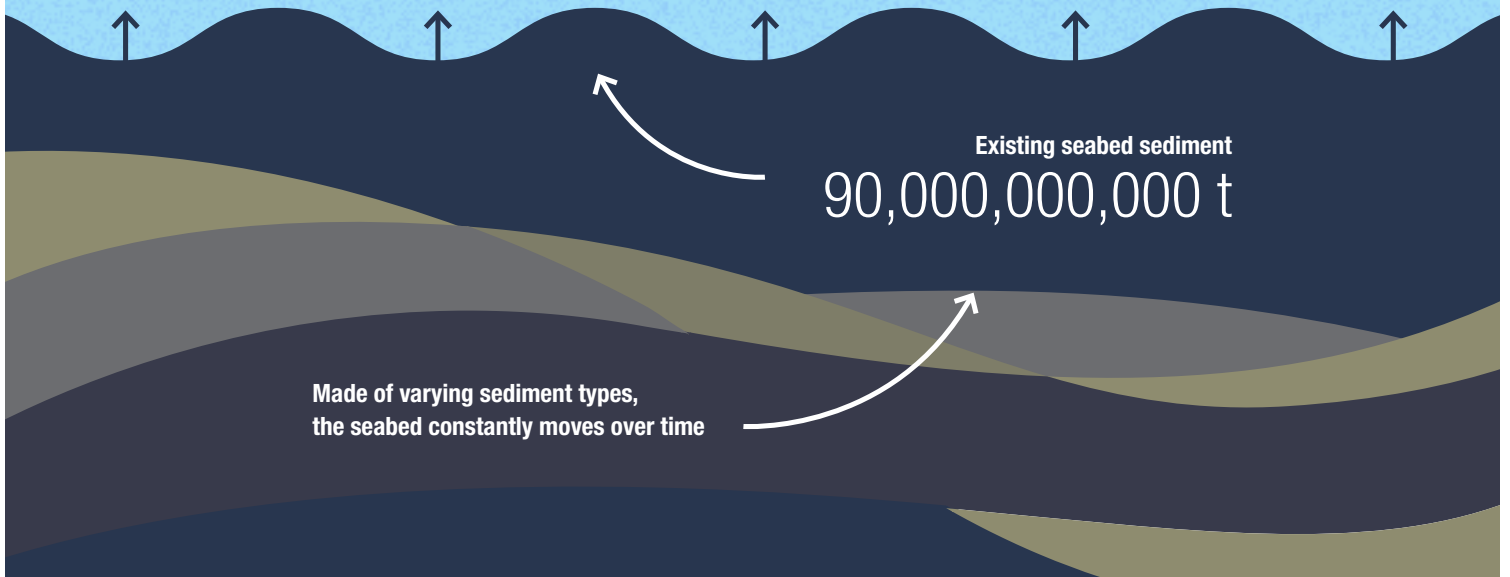 Existing seabed sediment
90,000,000,000 t
Made of varying sediment types,
the seabed constantly moves over time